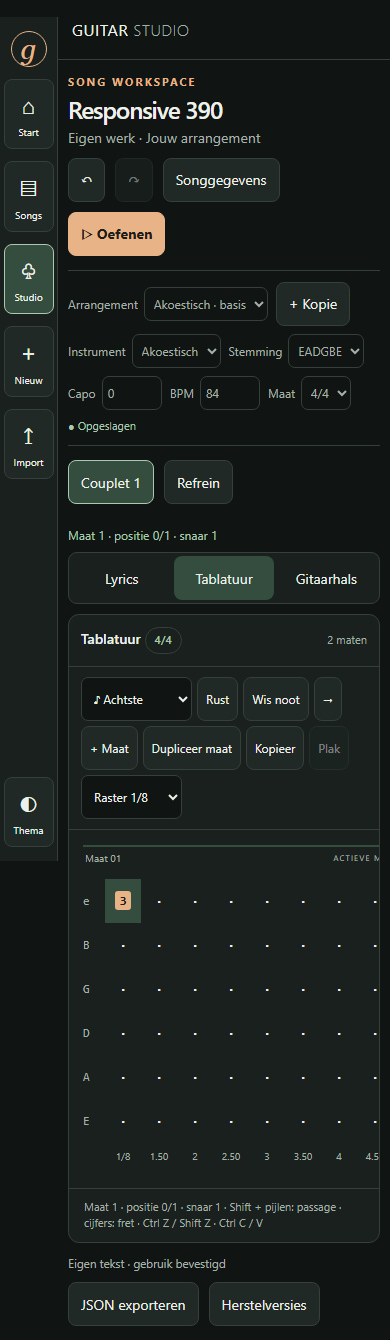 GUITAR STUDIO
g
Start
Songs
Studio
Nieuw
Import
Thema
SONG WORKSPACE
Responsive 390
Eigen werk · Jouw arrangement
Songgegevens
Oefenen
Arrangement Akoestisch · basis + Kopie
Instrument Akoestisch Stemming EADGBE
Capo 0 BPM 84 Maat 4/4
● Opgeslagen
Couplet 1 Refrein
Maat 1 · positie 0/1 · snaar 1
Lyrics Tablatuur Gitaarhals
Tablatuur 4/4 2 maten
♪ Achtste Rust Wis noot →
+ Maat Dupliceer maat Kopieer Plak
Raster 1/8
Maat 01 ACTIEVE M
e 3
B
G
D
A
E
1/8 1.50 2 2.50 3 3.50 4 4.5
Maat 1 · positie 0/1 · snaar 1 · Shift + pijlen: passage ·
cijfers: fret · Ctrl Z / Shift Z · Ctrl C / V
Eigen tekst · gebruik bevestigd
JSON exporteren Herstelversies